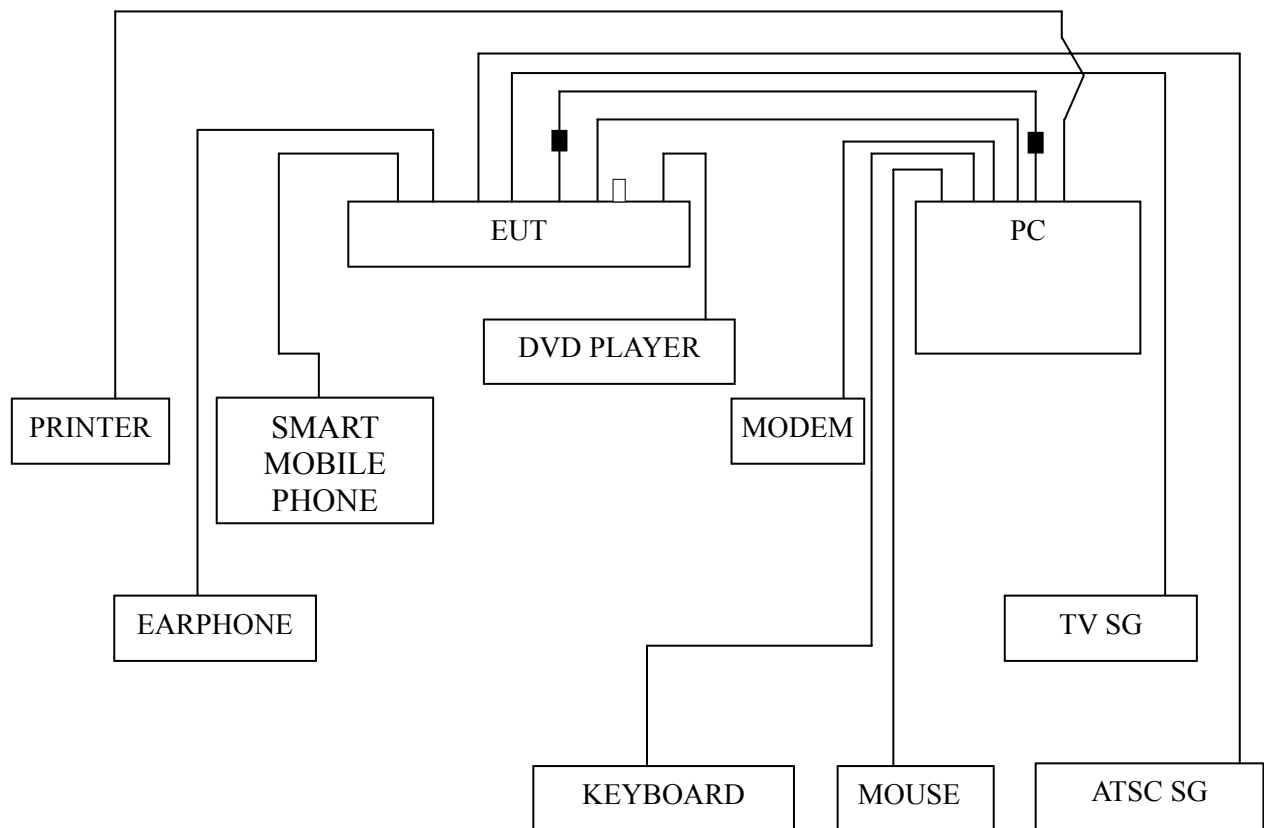 EUT
PC
DVD PLAYER
PRINTER
SMART
MOBILE
PHONE
MODEM
EARPHONE
TV SG
KEYBOARD
MOUSE
ATSC SG